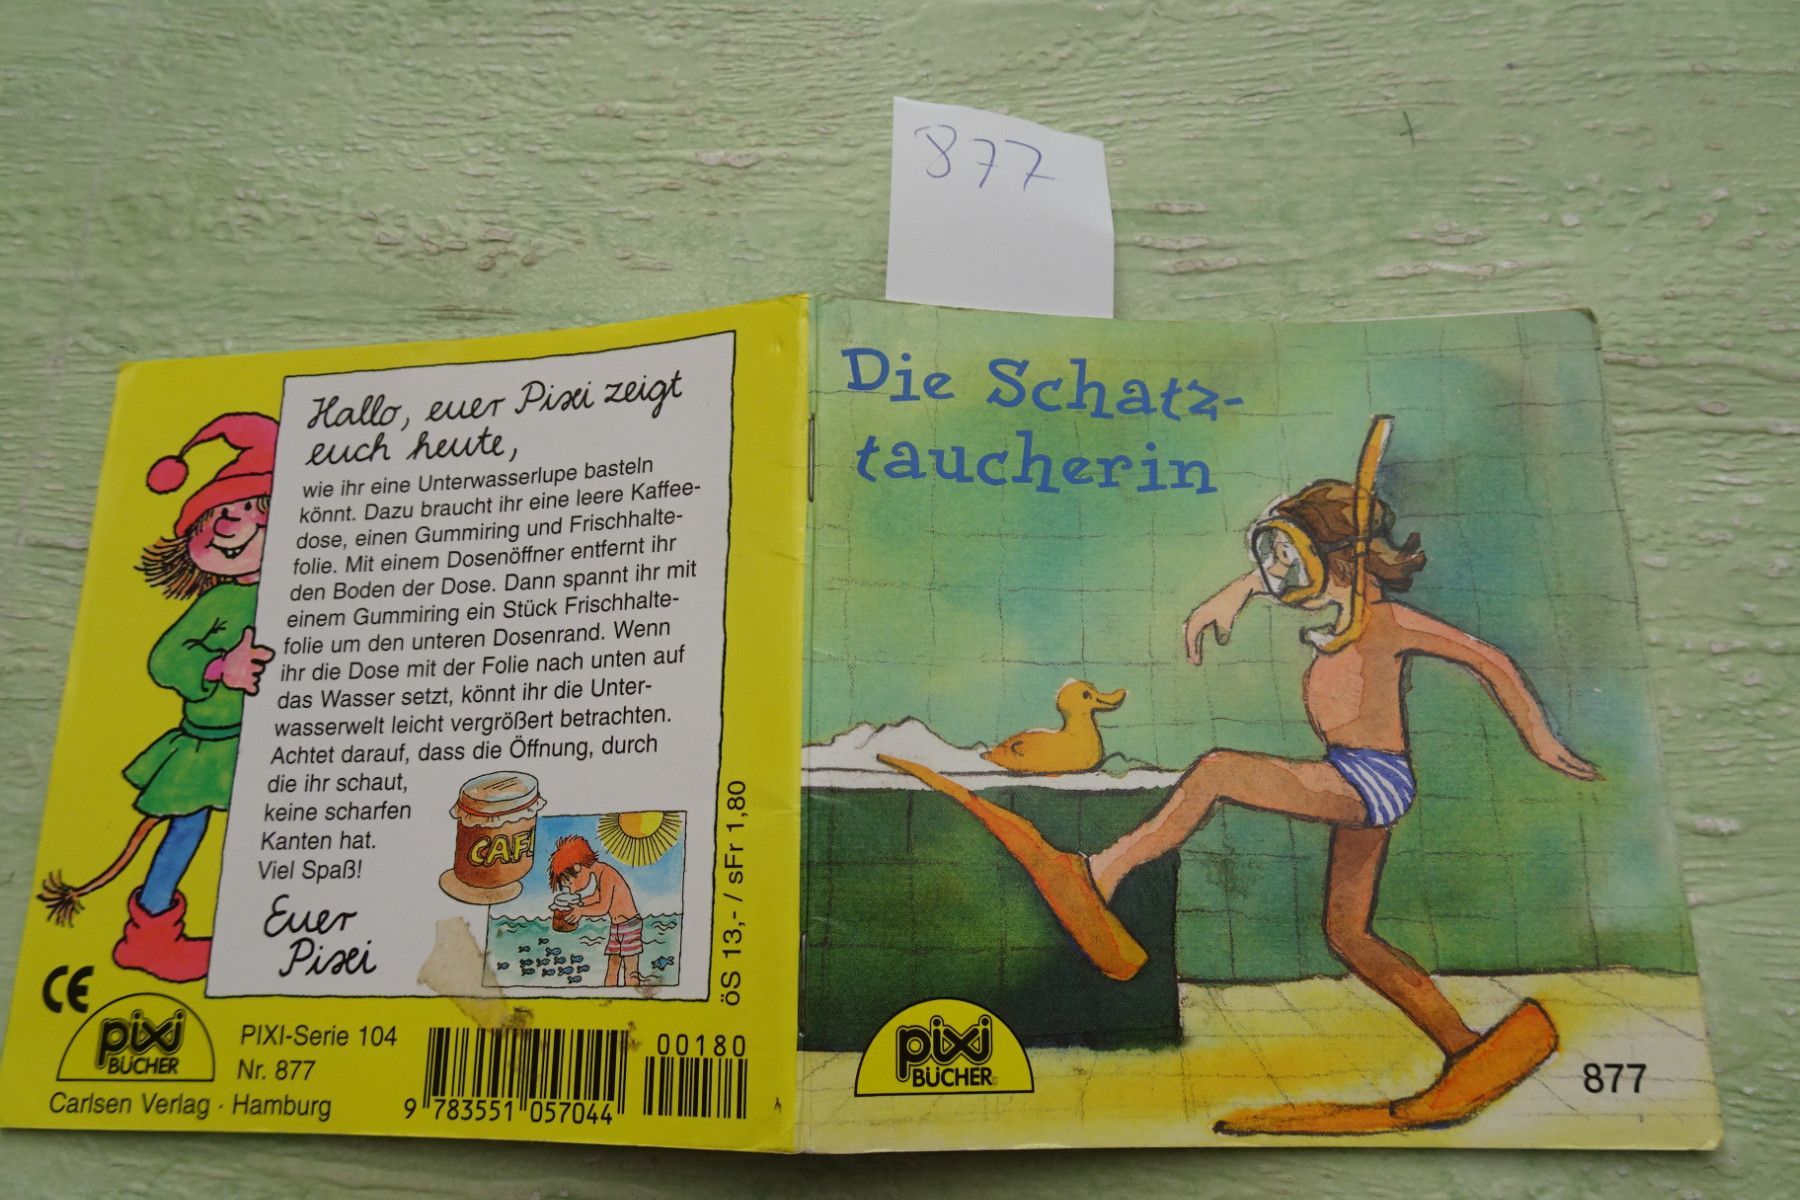 877
Hallo, euer Pixi zeigt
euch heute,
wie ihr eine Unterwasserlupe basteln
könnt. Dazu braucht ihr eine leere Kaffee-
dose, einen Gummiring und Frischhalte-
folie. Mit einem Dosenöffner entfernt ihr
den Boden der Dose. Dann spannt ihr mit
einem Gummiring ein Stück Frischhalte-
folie um den unteren Dosenrand. Wenn
ihr die Dose mit der Folie nach unten auf
das Wasser setzt, könnt ihr die Unter-
wasserwelt leicht vergrößert betrachten.
Achtet darauf, dass die Öffnung, durch
die ihr schaut,
keine scharfen
Kanten hat.
Viel Spaß!
Euer
Pixi
CAF
öS 13,- / sFr 1,80
CE
pixi
BÜCHER
PIXI-Serie 104
Nr. 877
Carlsen Verlag · Hamburg
00180
9 783551 057044
Die Schatz-
taucherin
pixi
BÜCHER
877